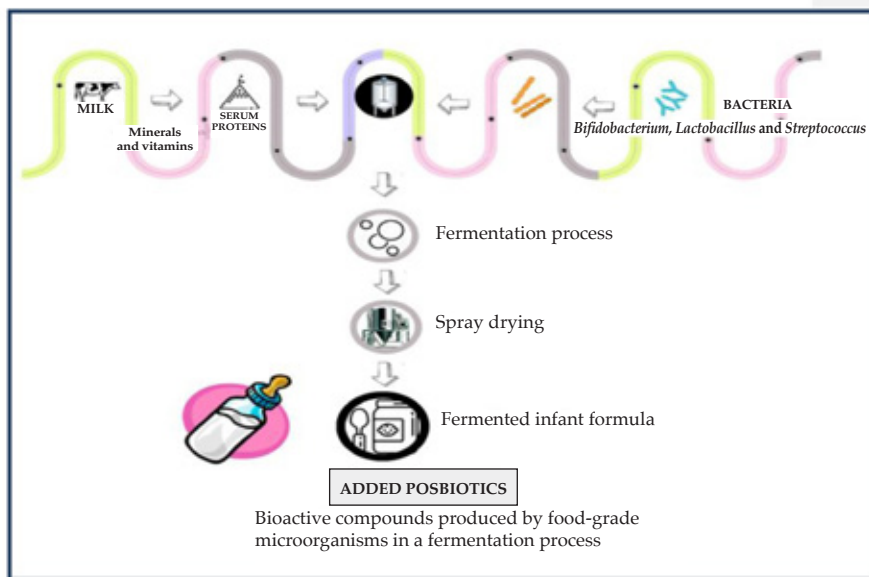 MILK
Minerals
and vitamins
SERUM
PROTEINS
BACTERIA
Bifidobacterium, Lactobacillus and Streptococcus
Fermentation process
Spray drying
Fermented infant formula
ADDED POSBIOTICS
Bioactive compounds produced by food-grade
microorganisms in a fermentation process